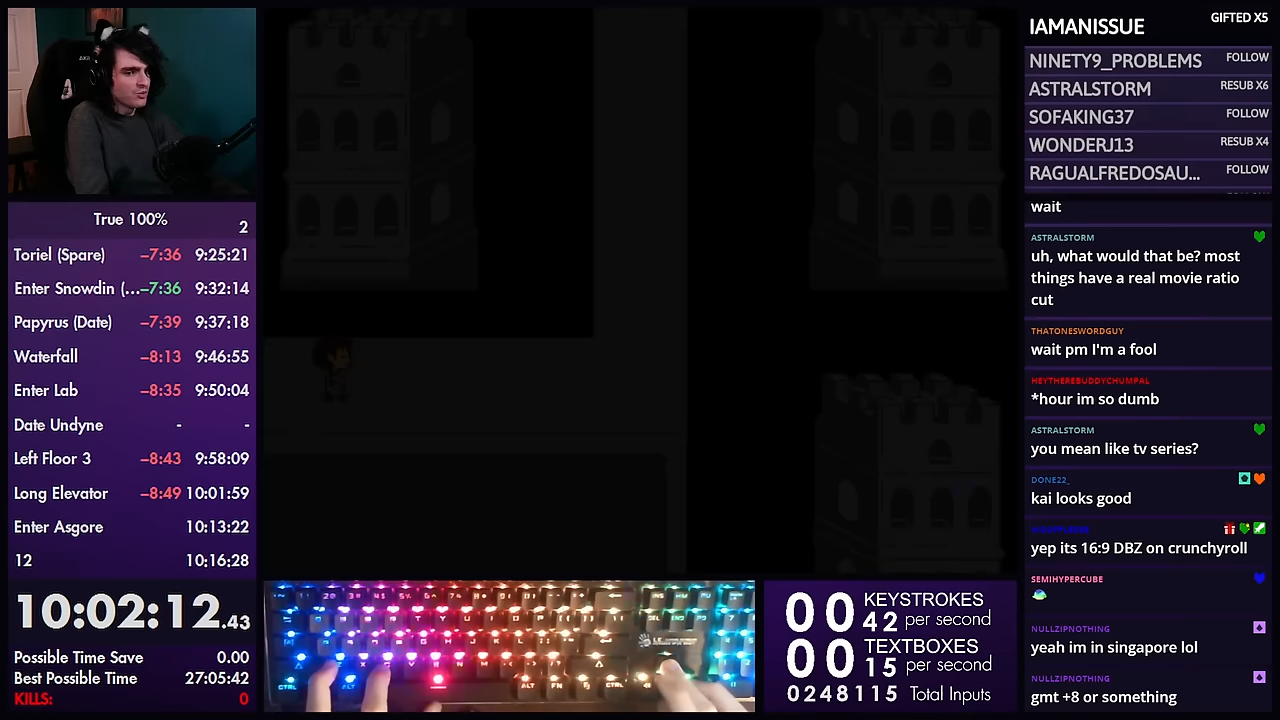 True 100%
2
Toriel (Spare) –7:36 9:25:21
Enter Snowdin (... –7:36 9:32:14
Papyrus (Date) –7:39 9:37:18
Waterfall –8:13 9:46:55
Enter Lab –8:35 9:50:04
Date Undyne - -
Left Floor 3 –8:43 9:58:09
Long Elevator –8:49 10:01:59
Enter Asgore 10:13:22
12 10:16:28
10:02:12.43
Possible Time Save 0.00
Best Possible Time 27:05:42
KILLS: 0
00.42 KEYSTROKES per second
00.15 TEXTBOXES per second
0248115 Total Inputs
IAMANISSUE GIFTED X5
NINETY9_PROBLEMS FOLLOW
ASTRALSTORM RESUB X6
SOFAKING37 FOLLOW
WONDERJ13 RESUB X4
RAGUALFREDOSAU... FOLLOW
wait
ASTRALSTORM
uh, what would that be? most
things have a real movie ratio
cut
THATONESWORDGUY
wait pm I'm a fool
HEYTHEREBUDDYCHUMPAL
*hour im so dumb
ASTRALSTORM
you mean like tv series?
DONE22_
kai looks good
yep its 16:9 DBZ on crunchyroll
SEMIHYPERCUBE
NULLZIPNOTHING
yeah im in singapore lol
NULLZIPNOTHING
gmt +8 or something